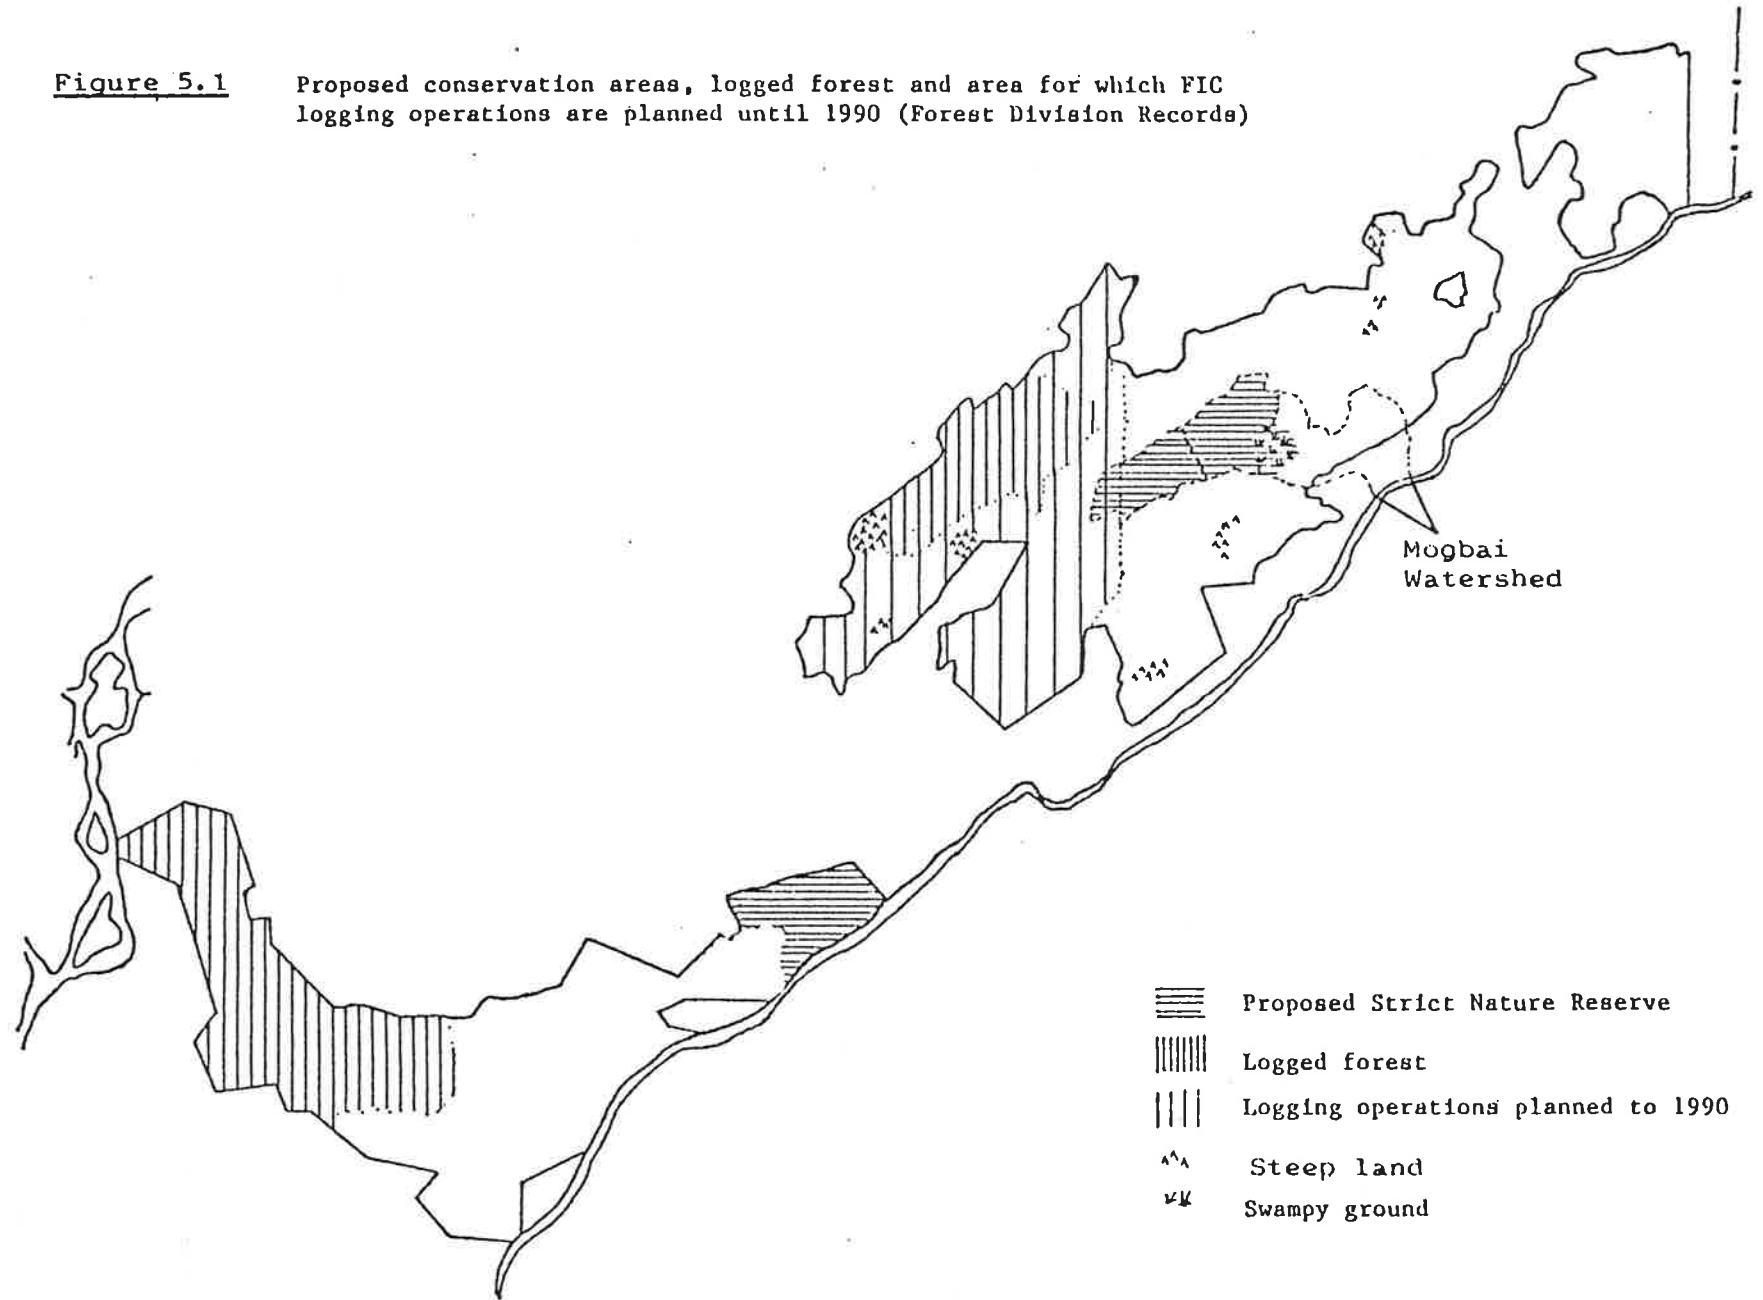 Figure 5.1 Proposed conservation areas, logged forest and area for which FIC
logging operations are planned until 1990 (Forest Division Records)
Mogbai
Watershed
Proposed Strict Nature Reserve
Logged forest
Logging operations planned to 1990
Steep land
Swampy ground